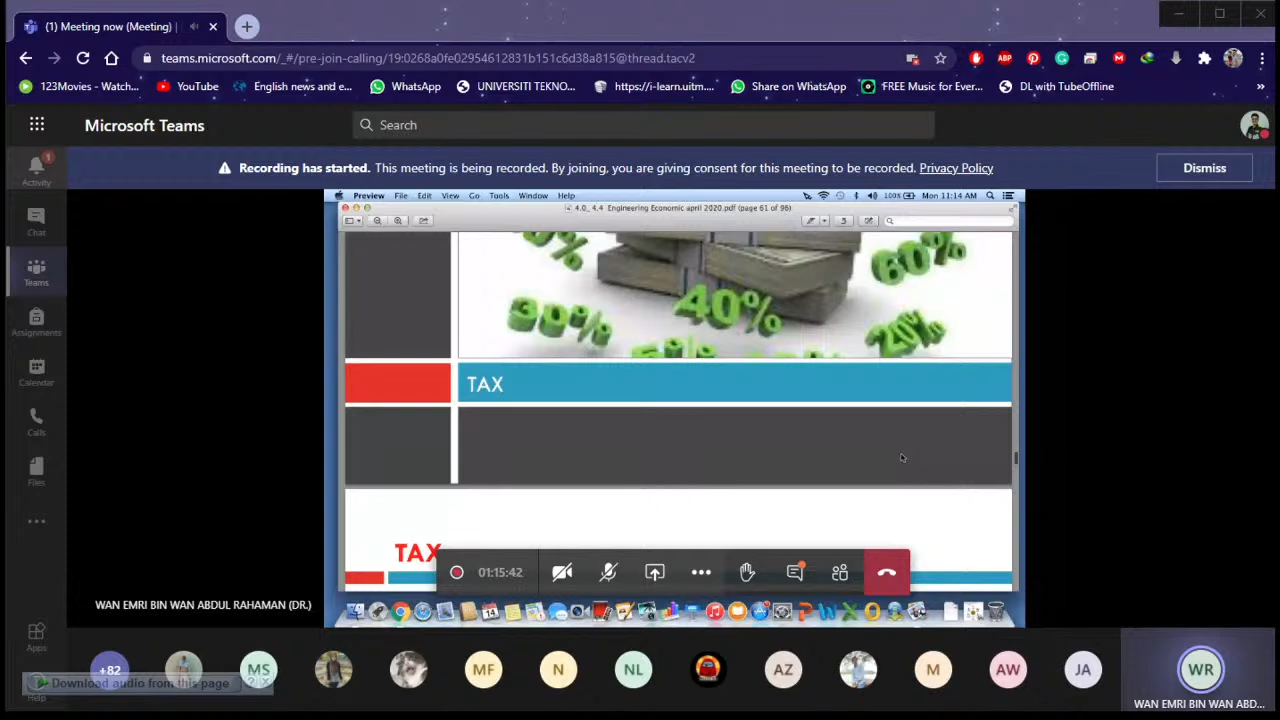 (1) Meeting now (Meeting) |
teams.microsoft.com/_#/pre-join-calling/19:0268a0fe02954612831b151c6d38a815@thread.tacv2
ABP
123Movies - Watch...
YouTube
English news and e...
WhatsApp
UNIVERSITI TEKNO...
https://i-learn.uitm....
Share on WhatsApp
FREE Music for Ever...
DL with TubeOffline
Microsoft Teams
Search
Recording has started. This meeting is being recorded. By joining, you are giving consent for this meeting to be recorded. Privacy Policy
Dismiss
1
Activity
Chat
Teams
Assignments
Calendar
Calls
Files
Apps
Help
Preview File Edit View Go Tools Window Help
100% Mon 11:14 AM
4.0_ 4.4 Engineering Economic april 2020.pdf (page 61 of 96)
60%
30%
40%
20%
TAX
TAX
01:15:42
WAN EMRI BIN WAN ABDUL RAHAMAN (DR.)
+82
MS
MF
N
NL
AZ
M
AW
JA
WR
WAN EMRI BIN WAN ABD...
Download audio from this page